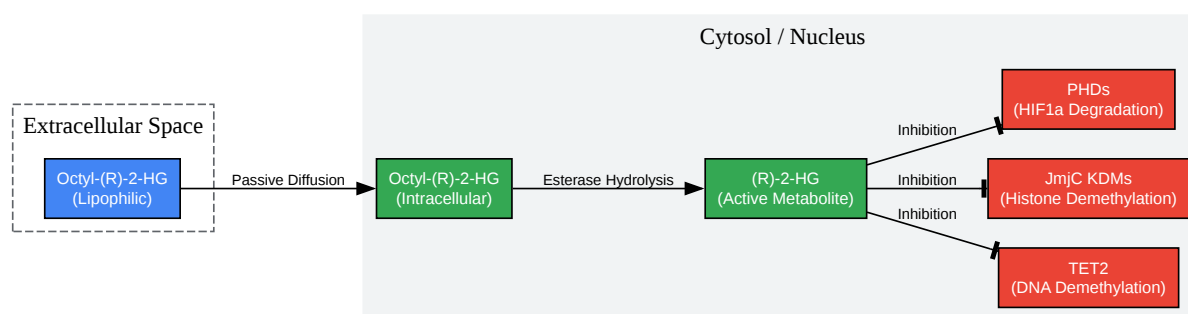 Cytosol / Nucleus
Extracellular Space
Octyl-(R)-2-HG
(Lipophilic)
Passive Diffusion
Octyl-(R)-2-HG
(Intracellular)
Esterase Hydrolysis
(R)-2-HG
(Active Metabolite)
Inhibition
PHDs
(HIF1a Degradation)
Inhibition
JmjC KDMs
(Histone Demethylation)
Inhibition
TET2
(DNA Demethylation)